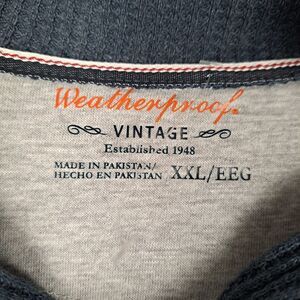 Weatherproof.
VINTAGE
Established 1948
MADE IN PAKISTAN/
HECHO EN PAKISTAN XXL/EEG